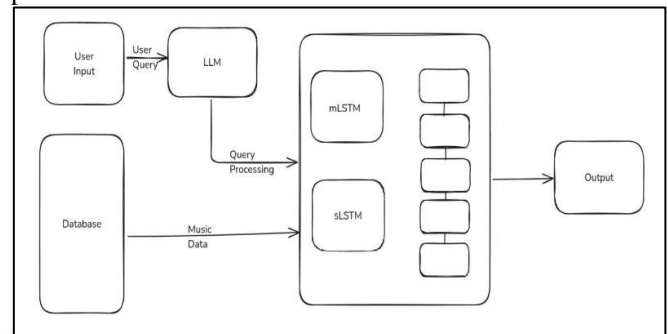 User
Input
User
Query
LLM
mLSTM
Query
Processing
sLSTM
Database
Music
Data
Output